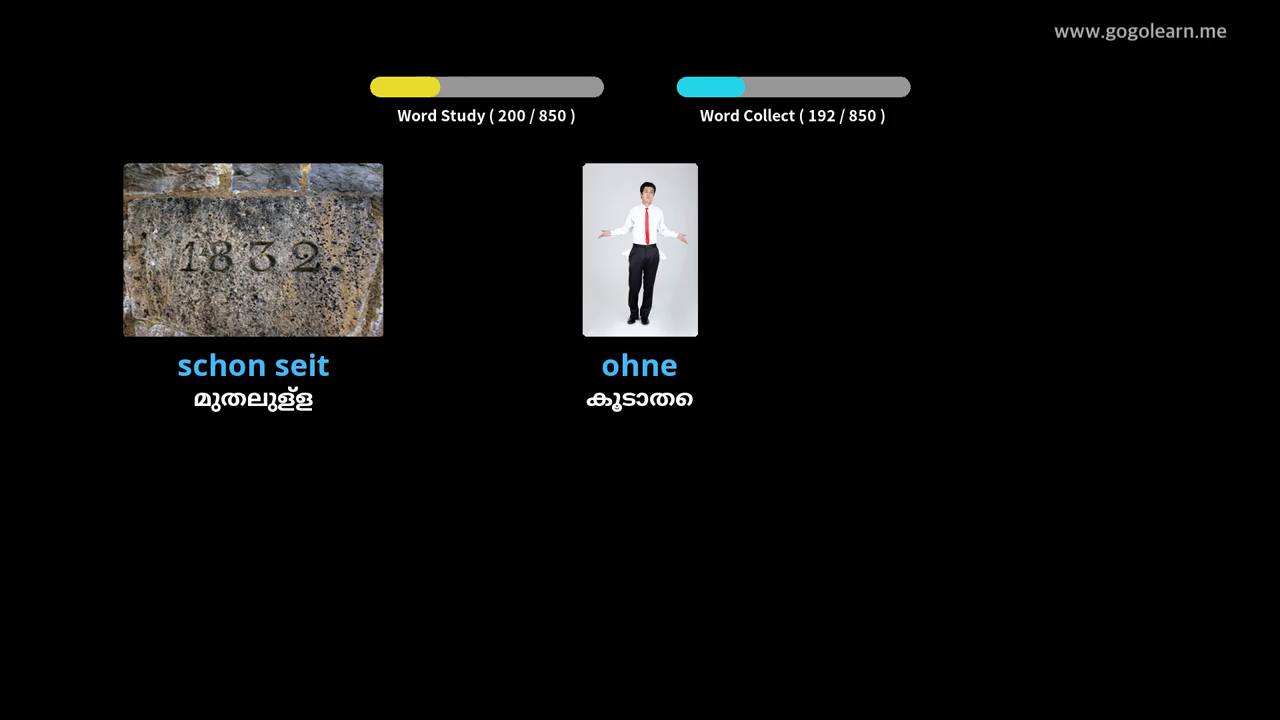 www.gogolearn.me
Word Study ( 200 / 850 )
Word Collect ( 192 / 850 )
1832.
schon seit
ohne
മുതലുള്ള
കൂടാതെ